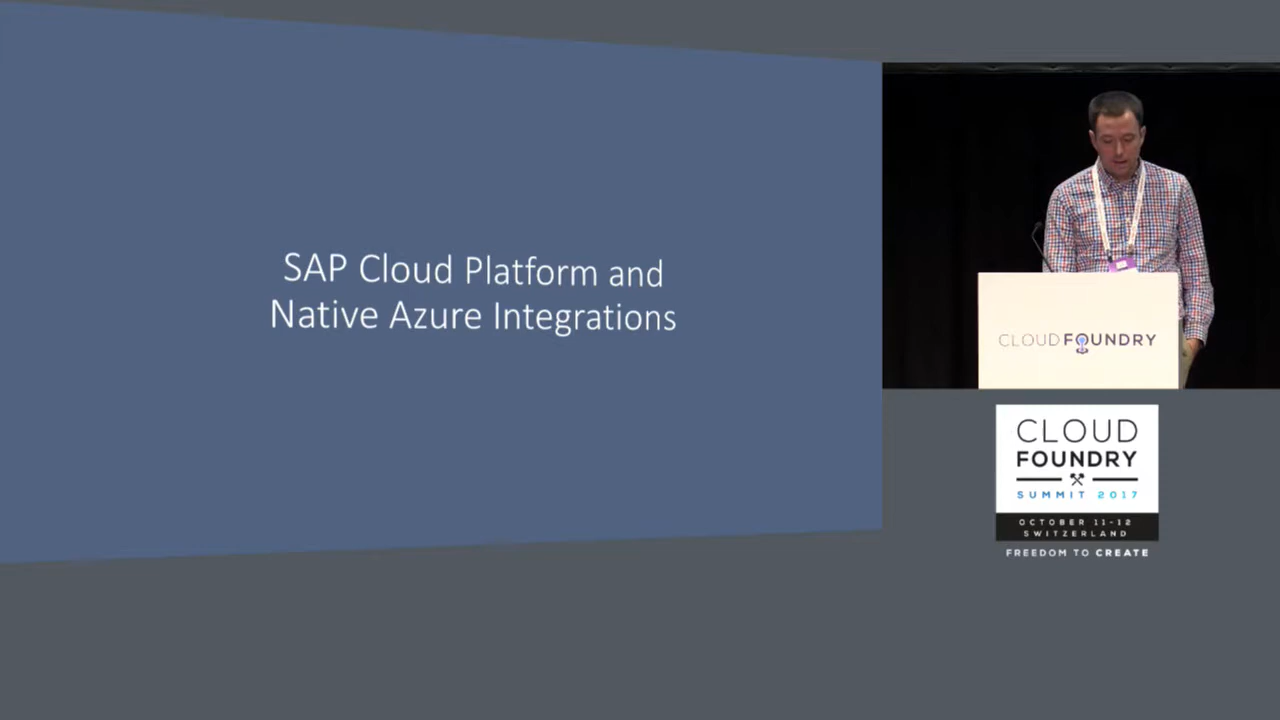 SAP Cloud Platform and
Native Azure Integrations
CLOUD FOUNDRY
CLOUD
FOUNDRY
SUMMIT 2017
OCTOBER 11-12
SWITZERLAND
FREEDOM TO CREATE